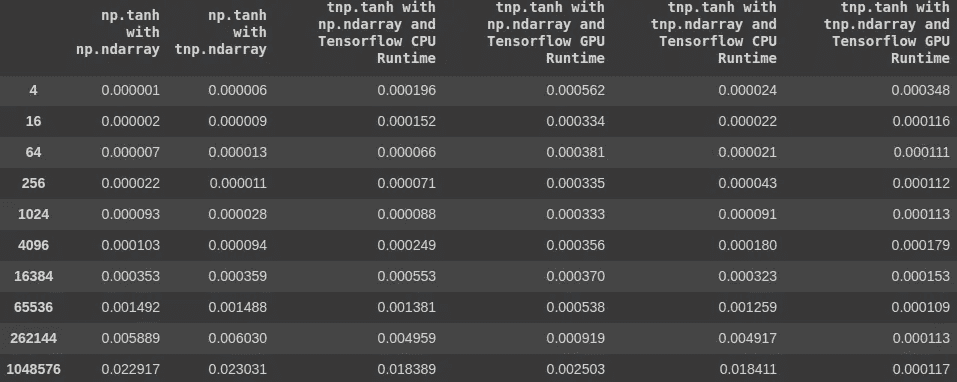 np.tanh with np.ndarray	np.tanh with tnp.ndarray	tnp.tanh with np.ndarray and Tensorflow CPU Runtime	tnp.tanh with np.ndarray and Tensorflow GPU Runtime	tnp.tanh with tnp.ndarray and Tensorflow CPU Runtime	tnp.tanh with tnp.ndarray and Tensorflow GPU Runtime
4	0.000001	0.000006	0.000196	0.000562	0.000024	0.000348
16	0.000002	0.000009	0.000152	0.000334	0.000022	0.000116
64	0.000007	0.000013	0.000066	0.000381	0.000021	0.000111
256	0.000022	0.000011	0.000071	0.000335	0.000043	0.000112
1024	0.000093	0.000028	0.000088	0.000333	0.000091	0.000113
4096	0.000103	0.000094	0.000249	0.000356	0.000180	0.000179
16384	0.000353	0.000359	0.000553	0.000370	0.000323	0.000153
65536	0.001492	0.001488	0.001381	0.000538	0.001259	0.000109
262144	0.005889	0.006030	0.004959	0.000919	0.004917	0.000113
1048576	0.022917	0.023031	0.018389	0.002503	0.018411	0.000117